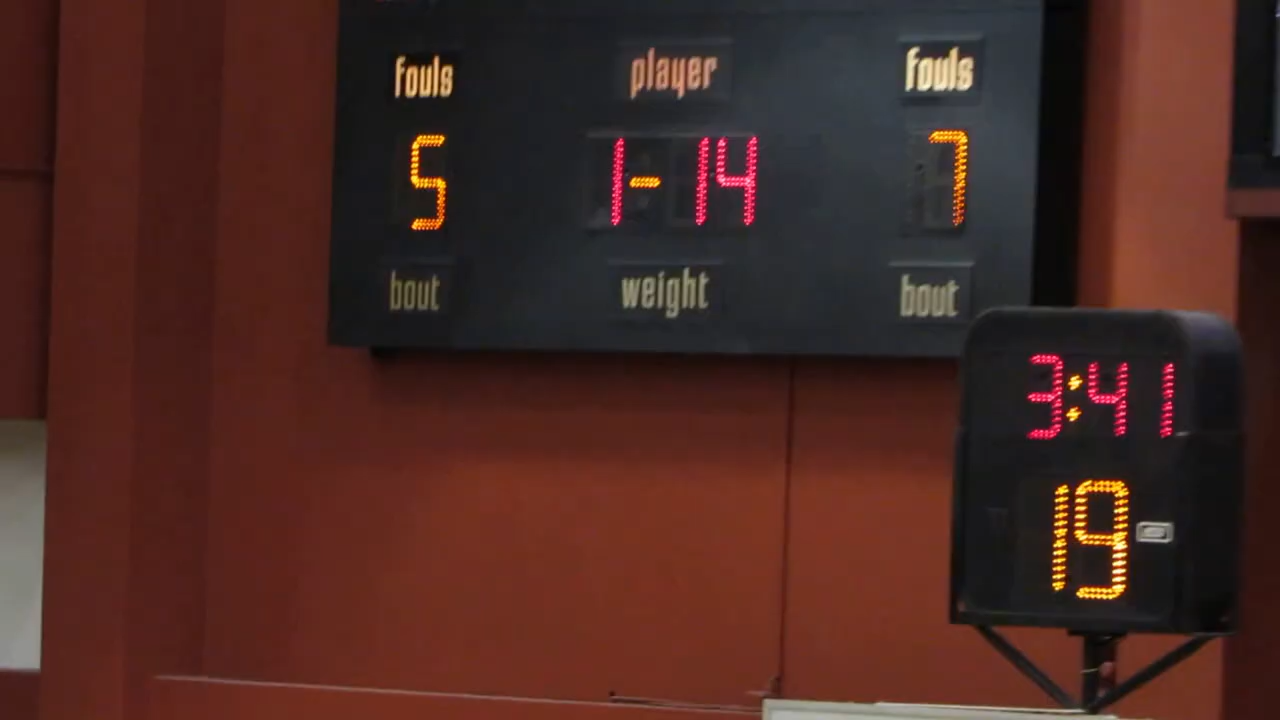 fouls player fouls
5 1- 14 7
bout weight bout
3:41
19